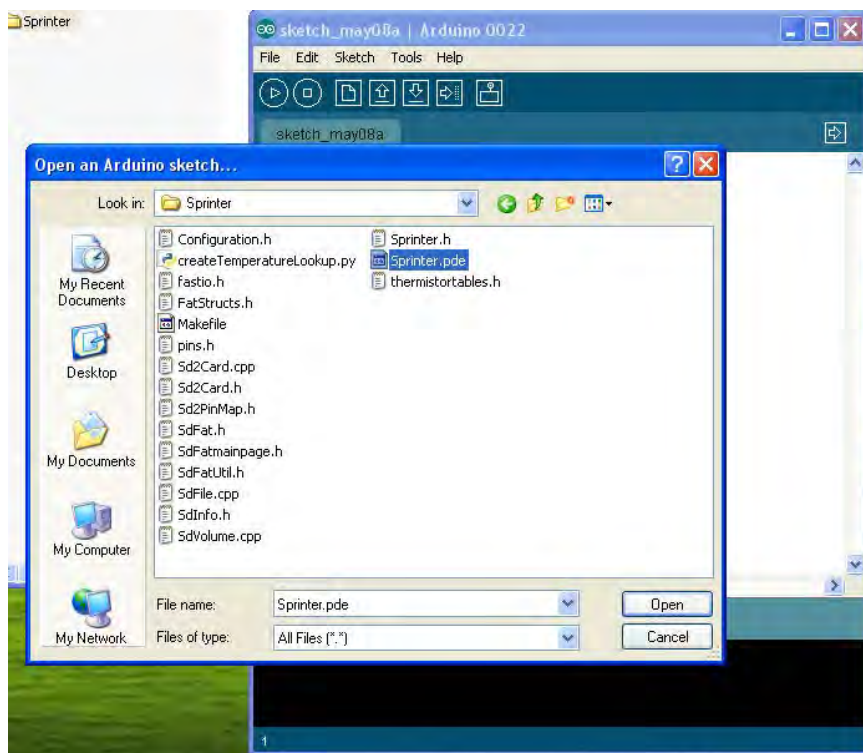 Sprinter
sketch_may08a | Arduino 0022
File Edit Sketch Tools Help
sketch_may08a
Open an Arduino sketch...
Look in: Sprinter
My Recent Documents
Desktop
My Documents
My Computer
My Network
Configuration.h
createTemperatureLookup.py
fastio.h
FatStructs.h
Makefile
pins.h
Sd2Card.cpp
Sd2Card.h
Sd2PinMap.h
SdFat.h
SdFatmainpage.h
SdFatUtil.h
SdFile.cpp
SdInfo.h
SdVolume.cpp
Sprinter.h
Sprinter.pde
thermistortables.h
File name: Sprinter.pde Open
Files of type: All Files (*.*) Cancel
1